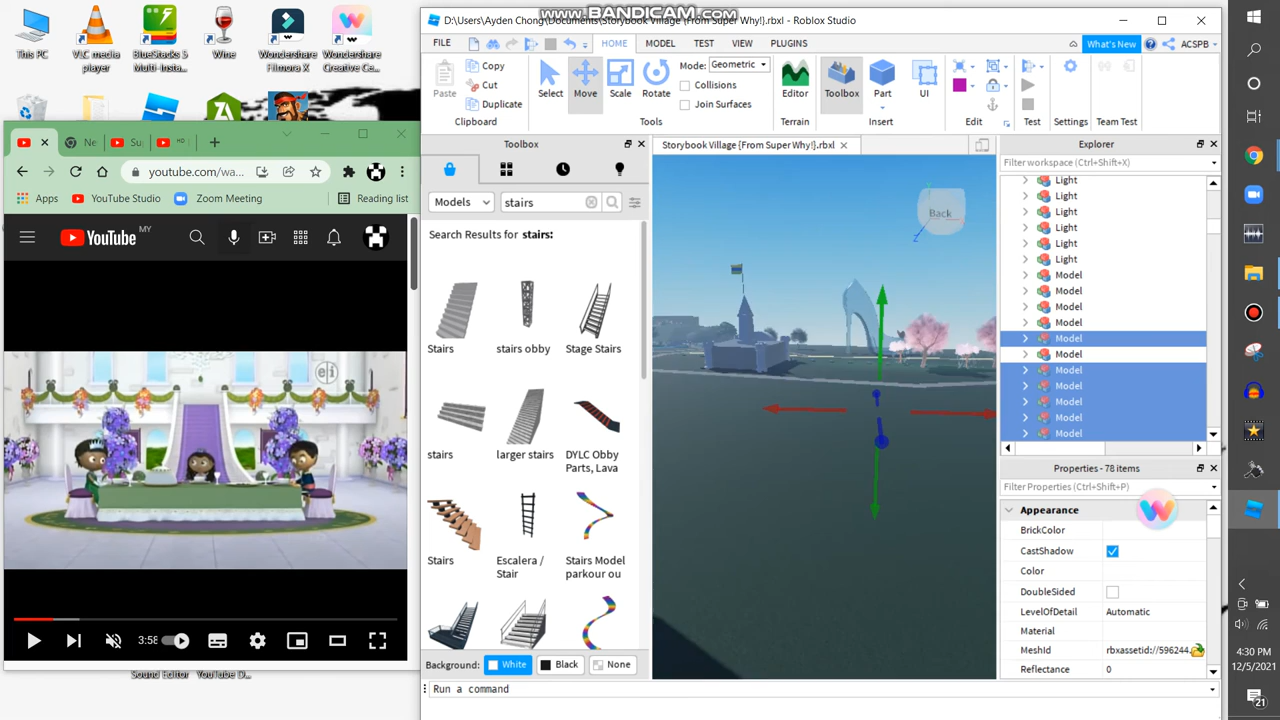 This PC
VLC media player
BlueStacks 5 Multi-Insta...
Wine
Wondershare Filmora X
Wondershare Creative Ce...
www.BANDICAM.com
D:\Users\Ayden Chong\Documents\Storybook Village {From Super Why!}.rbxl - Roblox Studio
FILE
HOME
MODEL
TEST
VIEW
PLUGINS
What's New
ACSPB
Paste
Copy
Cut
Duplicate
Clipboard
Select
Move
Scale
Rotate
Mode:
Geometric
Collisions
Join Surfaces
Tools
Editor
Terrain
Toolbox
Part
UI
Insert
Edit
Test
Settings
Team Test
Ne
Su
HD
youtube.com/wa...
Apps
YouTube Studio
Zoom Meeting
Reading list
YouTube
MY
ei
3:58
Sound Editor
YouTube D...
Toolbox
Models
stairs
Search Results for stairs:
Stairs
stairs obby
Stage Stairs
stairs
larger stairs
DYLC Obby Parts, Lava
Stairs
Escalera / Stair
Stairs Model parkour ou
Background:
White
Black
None
Run a command
Storybook Village {From Super Why!}.rbxl
Back
Explorer
Filter workspace (Ctrl+Shift+X)
Light
Light
Light
Light
Light
Light
Model
Model
Model
Model
Model
Model
Model
Model
Model
Model
Model
Properties - 78 items
Filter Properties (Ctrl+Shift+P)
Appearance
BrickColor
CastShadow
Color
DoubleSided
LevelOfDetail
Automatic
Material
MeshId
rbxassetid://596244...
Reflectance
0
4:30 PM
12/5/2021
21